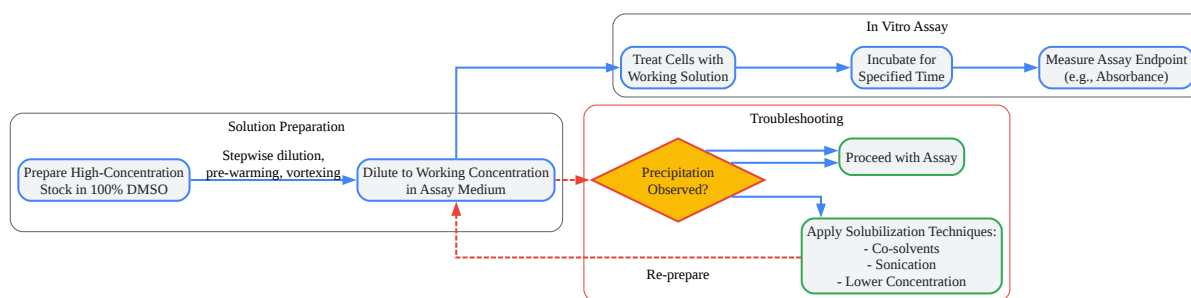 In Vitro Assay
Treat Cells with
Working Solution
Incubate for
Specified Time
Measure Assay Endpoint
(e.g., Absorbance)
Solution Preparation
Prepare High-Concentration
Stock in 100% DMSO
Stepwise dilution,
pre-warming, vortexing
Dilute to Working Concentration
in Assay Medium
Troubleshooting
Precipitation
Observed?
Proceed with Assay
Apply Solubilization Techniques:
- Co-solvents
- Sonication
- Lower Concentration
Re-prepare